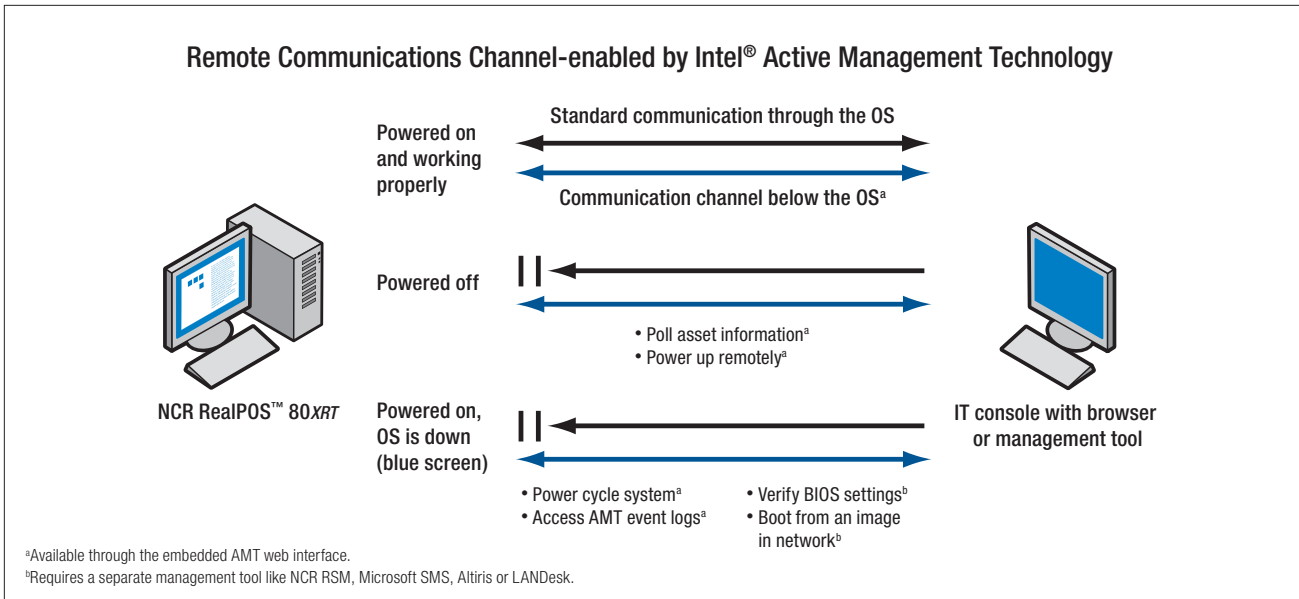 Remote Communications Channel-enabled by Intel® Active Management Technology
Powered on
and working
properly
Standard communication through the OS
Communication channel below the OSᵃ
Powered off
• Poll asset informationᵃ
• Power up remotelyᵃ
NCR RealPOS™ 80XRT
Powered on,
OS is down
(blue screen)
IT console with browser
or management tool
• Power cycle systemᵃ
• Access AMT event logsᵃ
• Verify BIOS settingsᵇ
• Boot from an image
in networkᵇ
ᵃAvailable through the embedded AMT web interface.
ᵇRequires a separate management tool like NCR RSM, Microsoft SMS, Altiris or LANDesk.